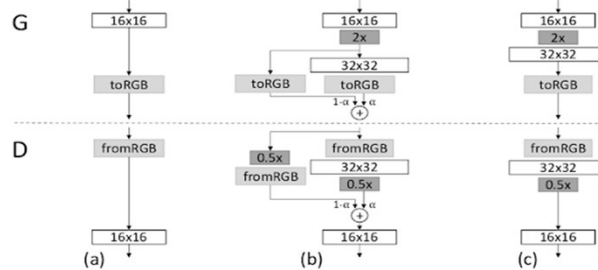 G
16x16
toRGB
16x16
2x
32x32
toRGB
toRGB
1-α
α
+
16x16
2x
32x32
toRGB
D
fromRGB
16x16
(a)
fromRGB
0.5x
32x32
fromRGB
0.5x
1-α
α
+
16x16
(b)
fromRGB
32x32
0.5x
16x16
(c)